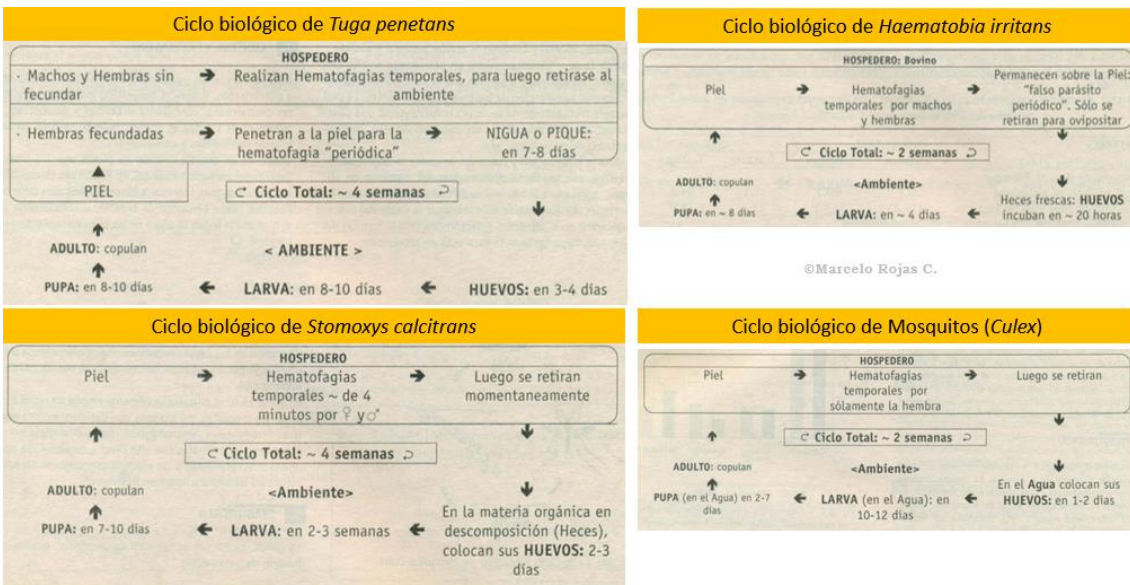 Ciclo biológico de Tuga penetans
HOSPEDERO
· Machos y Hembras sin fecundar → Realizan Hematofagias temporales, para luego retirase al ambiente
· Hembras fecundadas → Penetran a la piel para la hematofagia "periódica" → NIGUA o PIQUE: en 7-8 días
PIEL
Ciclo Total: ~ 4 semanas
ADULTO: copulan
< AMBIENTE >
PUPA: en 8-10 días ← LARVA: en 8-10 días ← HUEVOS: en 3-4 días
Ciclo biológico de Haematobia irritans
HOSPEDERO: Bovino
Piel → Hematofagias temporales por machos y hembras → Permanecen sobre la Piel: "falso parásito periódico". Sólo se retiran para ovipositar
Ciclo Total: ~ 2 semanas
ADULTO: copulan
<Ambiente>
PUPA: en ~ 8 días ← LARVA: en ~ 4 días ← Heces frescas: HUEVOS incuban en ~ 20 horas
©Marcelo Rojas C.
Ciclo biológico de Stomoxys calcitrans
HOSPEDERO
Piel → Hematofagias temporales ~ de 4 minutos por ♀ y ♂ → Luego se retiran momentaneamente
Ciclo Total: ~ 4 semanas
ADULTO: copulan
<Ambiente>
PUPA: en 7-10 días ← LARVA: en 2-3 semanas ← En la materia orgánica en descomposición (Heces), colocan sus HUEVOS: 2-3 días
Ciclo biológico de Mosquitos (Culex)
HOSPEDERO
Piel → Hematofagias temporales por sólamente la hembra → Luego se retiran
Ciclo Total: ~ 2 semanas
ADULTO: copulan
<Ambiente>
PUPA (en el Agua) en 2-7 días ← LARVA (en el Agua): en 10-12 días ← En el Agua colocan sus HUEVOS: en 1-2 días